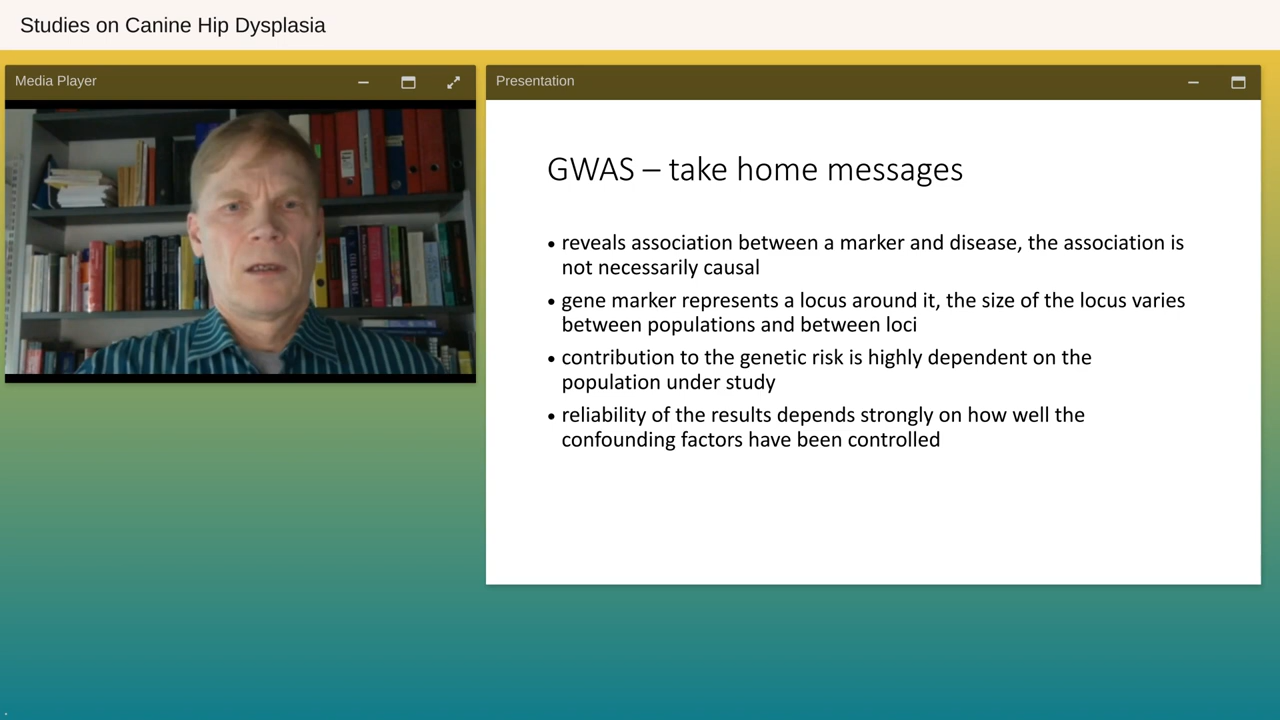 Studies on Canine Hip Dysplasia
Media Player
Presentation
GWAS – take home messages
• reveals association between a marker and disease, the association is
not necessarily causal
• gene marker represents a locus around it, the size of the locus varies
between populations and between loci
• contribution to the genetic risk is highly dependent on the
population under study
• reliability of the results depends strongly on how well the
confounding factors have been controlled